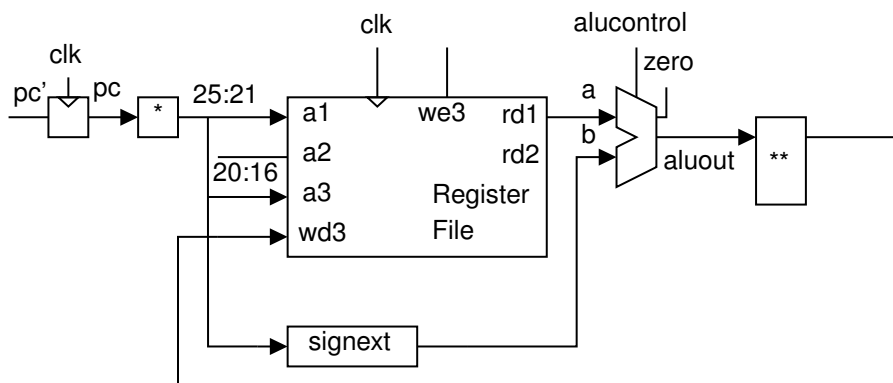 clk
clk
alucontrol
pc'
pc
25:21
a
zero
*
a1
we3
rd1
a2
rd2
b
aluout
**
20:16
a3
Register
wd3
File
signext